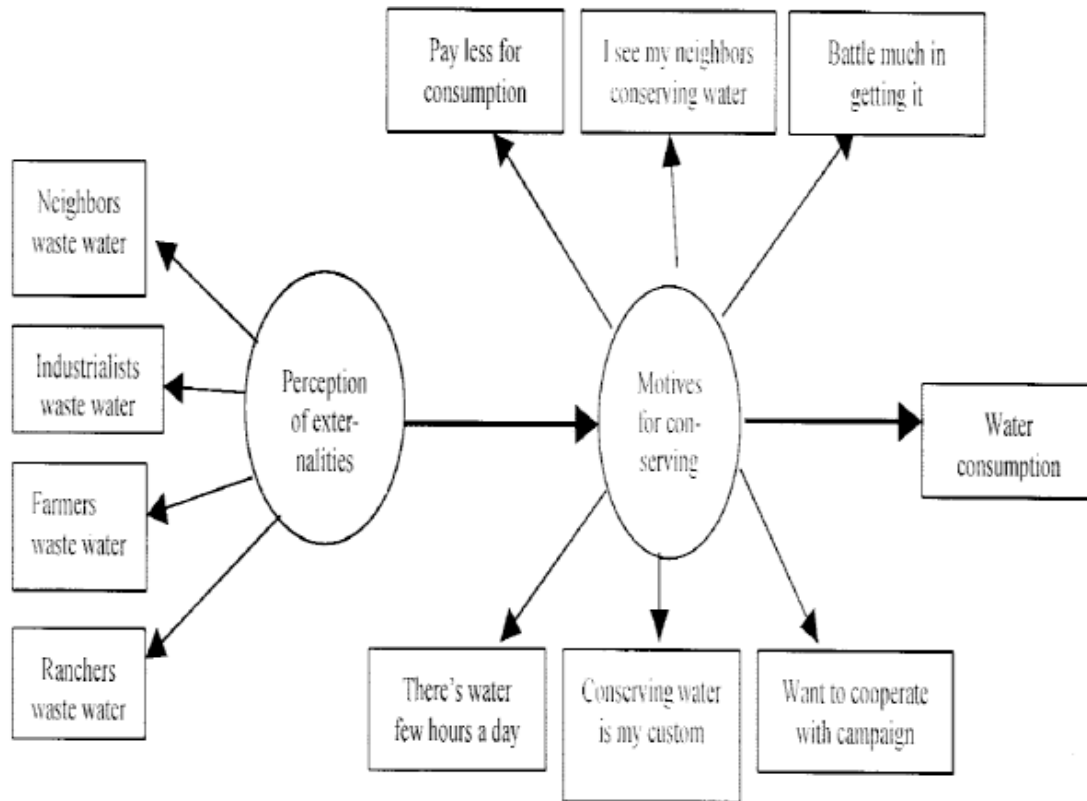 Pay less for
consumption
I see my neighbors
conserving water
Battle much in
getting it
Neighbors
waste water
Industrialists
waste water
Farmers
waste water
Ranchers
waste water
Perception
of exter-
nalities
Motives
for con-
serving
Water
consumption
There's water
few hours a day
Conserving water
is my custom
Want to cooperate
with campaign